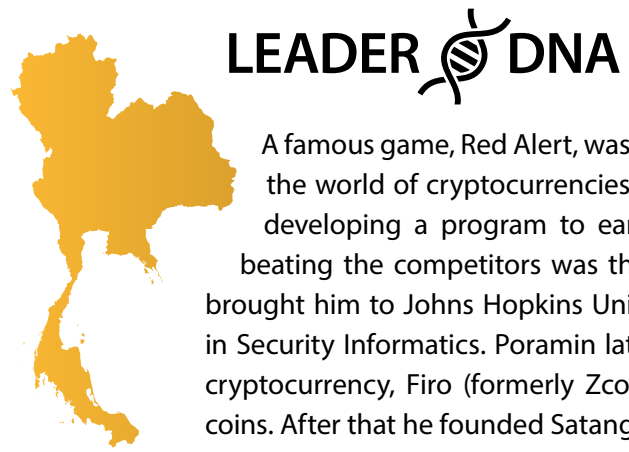 LEADER DNA
A famous game, Red Alert, was
the world of cryptocurrencies
developing a program to ear
beating the competitors was th
brought him to Johns Hopkins Uni
in Security Informatics. Poramin lat
cryptocurrency, Firo (formerly Zco
coins. After that he founded Satang